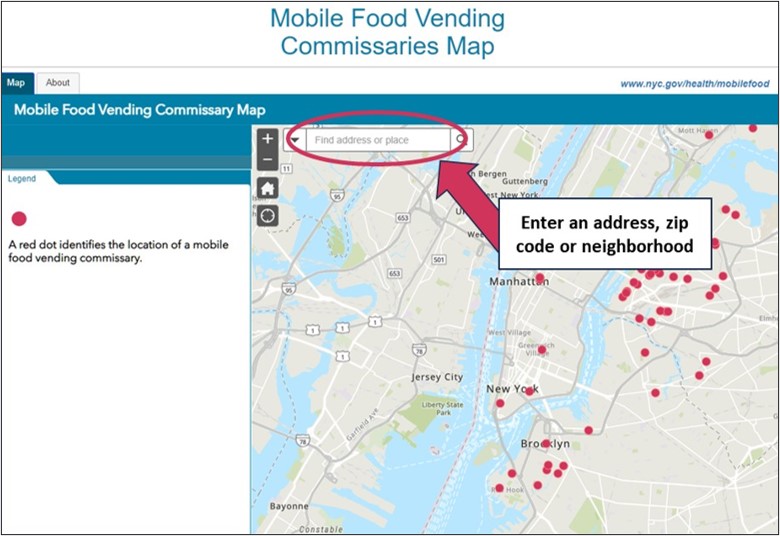 Mobile Food Vending
Commissaries Map
Map
About
www.nyc.gov/health/mobilefood
Mobile Food Vending Commissary Map
Legend
A red dot identifies the location of a mobile
food vending commissary.
+
−
Find address or place
Enter an address, zip
code or neighborhood
Mott Haven
11
95
Bergen
Guttenberg
West New York
653
501
653
95
1
1
1
1
78
78
Manhattan
West Village
Greenwich
Village
Jersey City
New York
Liberty State
Park
Garfield Ave
Brooklyn
Red Hook
Bayonne
Constable